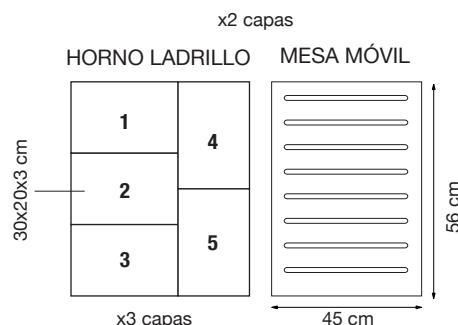 x2 capas
HORNO LADRILLO
MESA MÓVIL
1
4
2
30x20x3 cm
3
5
56 cm
x3 capas
45 cm